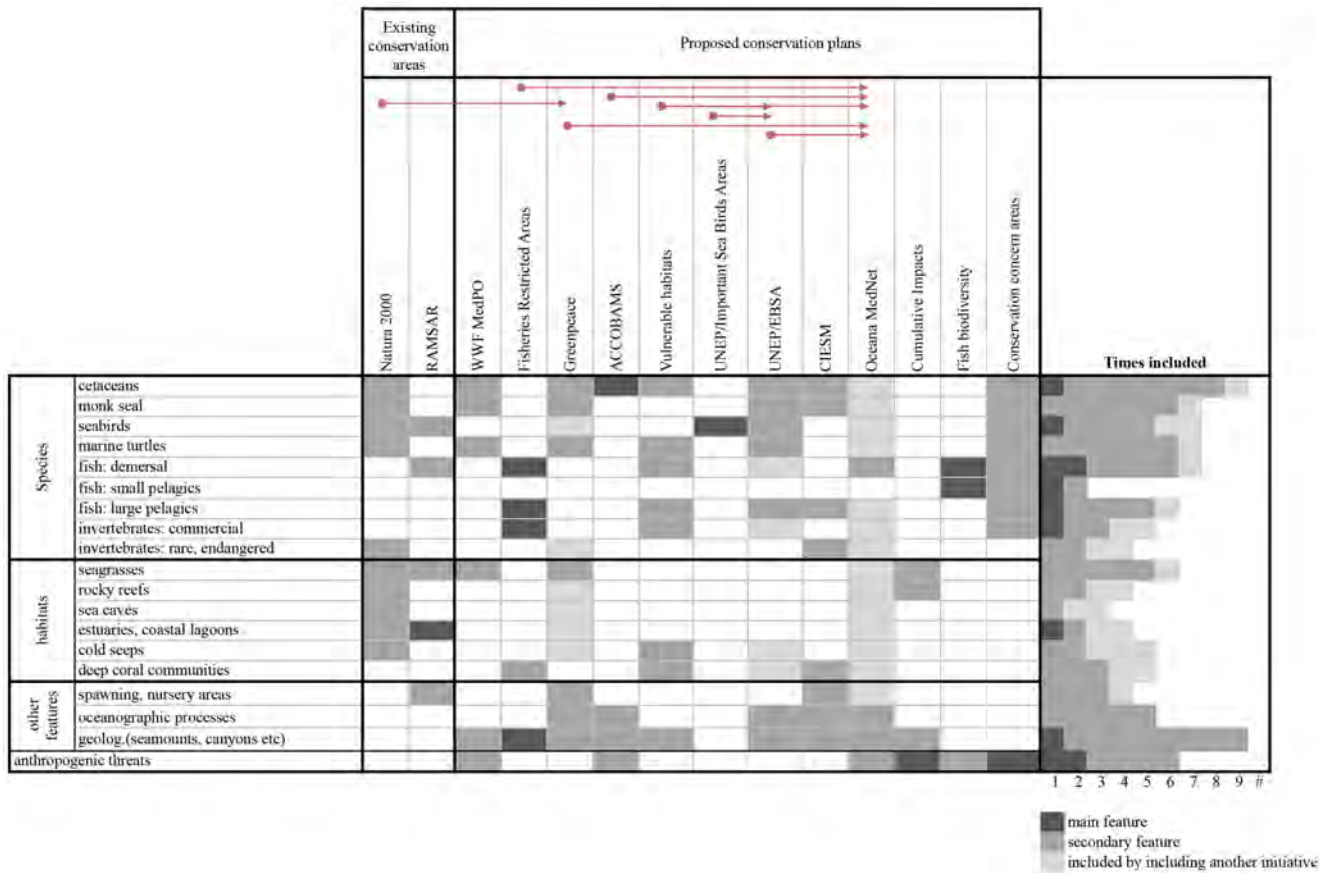 Existing
conservation
areas
Proposed conservation plans
Natura 2000
RAMSAR
WWF MedPO
Fisheries Restricted Areas
Greenpeace
ACCOBAMS
Vulnerable habitats
UNEP/Important Sea Birds Areas
UNEP/EBSA
CIESM
Oceana MedNet
Cumulative Impacts
Fish biodiversity
Conservation concern areas
Times included
Species
cetaceans
monk seal
seabirds
marine turtles
fish: demersal
fish: small pelagics
fish: large pelagics
invertebrates: commercial
invertebrates: rare, endangered
habitats
seagrasses
rocky reefs
sea caves
estuaries, coastal lagoons
cold seeps
deep coral communities
other
features
spawning, nursery areas
oceanographic processes
geolog.(seamounts, canyons etc)
anthropogenic threats
1 2 3 4 5 6 7 8 9 #
main feature
secondary feature
included by including another initiative